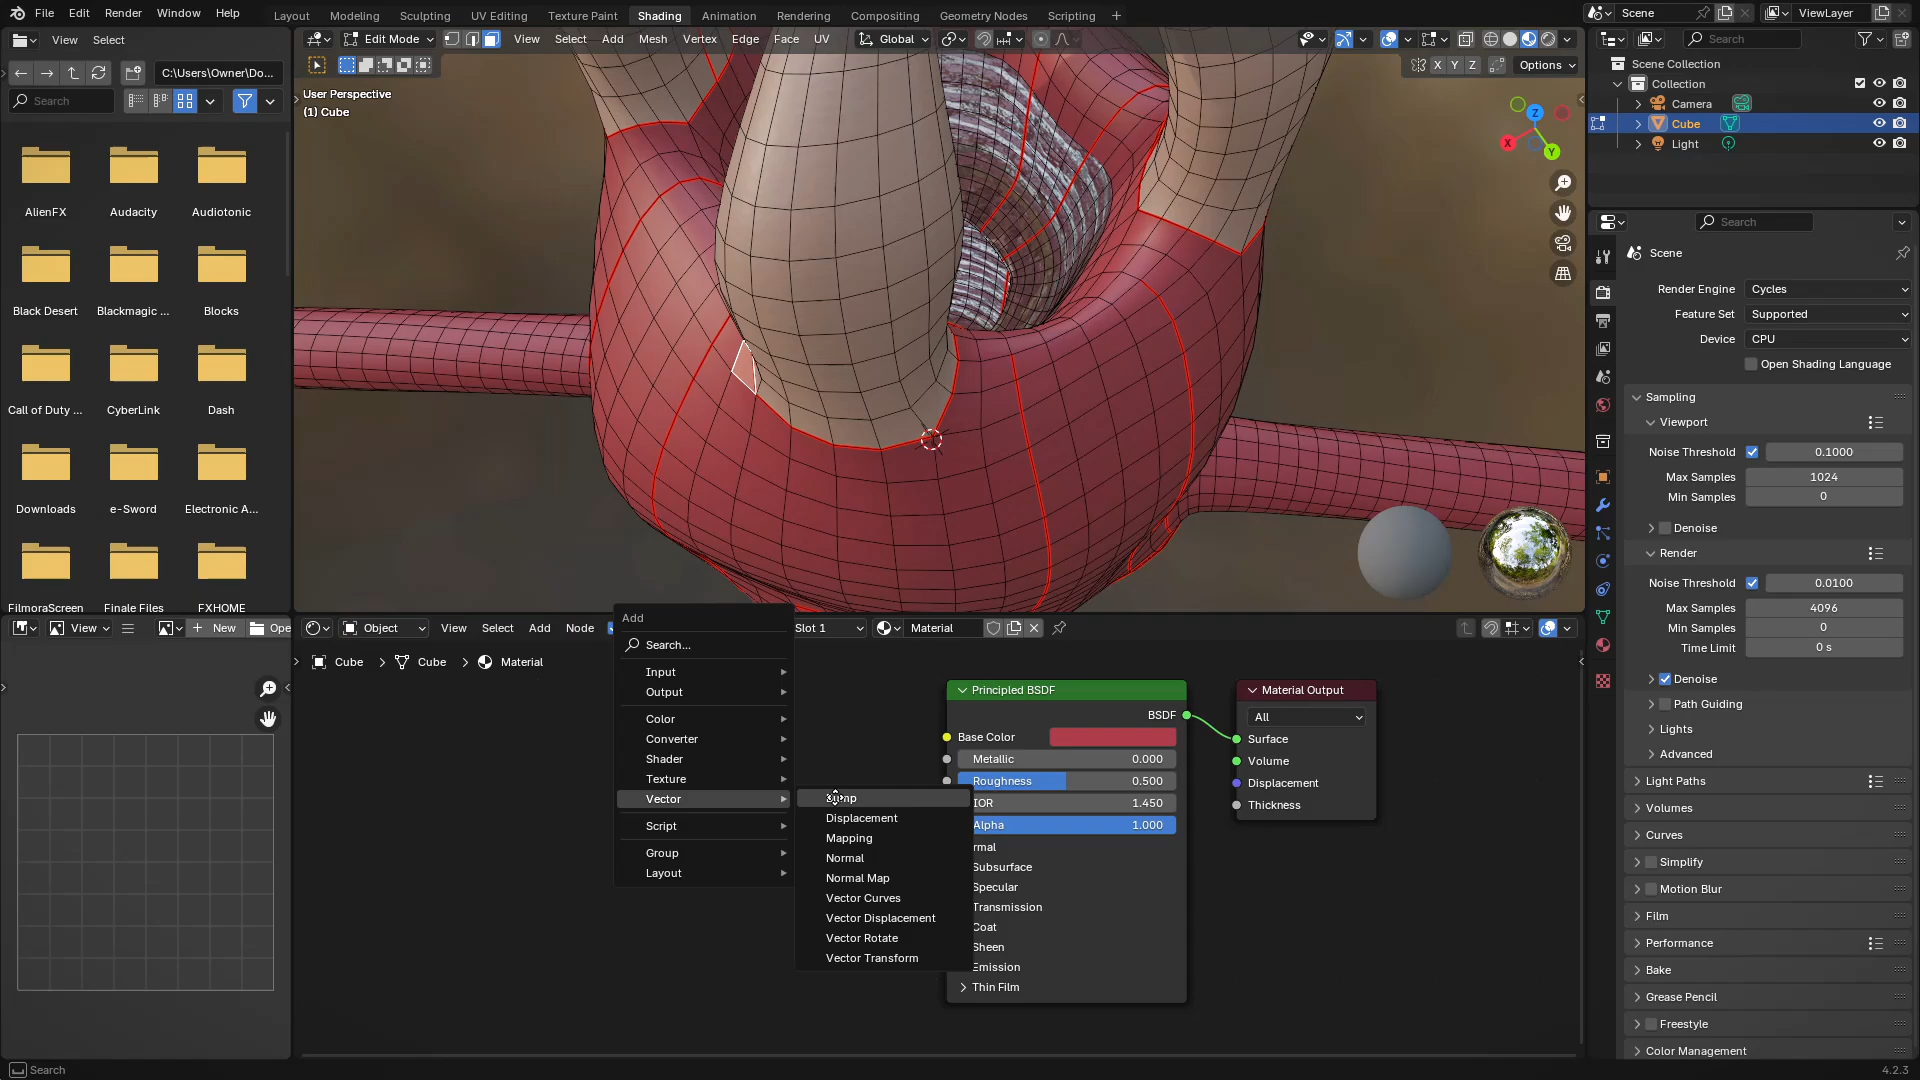 File Edit Render Window Help Layout Modeling Sculpting UV Editing Texture Paint Shading Animation Rendering Compositing Geometry Nodes Scripting + Scene ViewLayer
View Select
C:\Users\Owner\Do...
Search
AlienFX Audacity Audiotonic
Black Desert Blackmagic ... Blocks
Call of Duty ... CyberLink Dash
Downloads e-Sword Electronic A...
FilmoraScreen Finale Files FXHOME
Edit Mode View Select Add Mesh Vertex Edge Face UV Global
X Y Z Options
User Perspective
(1) Cube
Z
X
Y
Search
Scene Collection
Collection
Camera
Cube
Light
Search
Scene
Render Engine Cycles
Feature Set Supported
Device CPU
Open Shading Language
Sampling
Viewport
Noise Threshold 0.1000
Max Samples 1024
Min Samples 0
Denoise
Render
Noise Threshold 0.0100
Max Samples 4096
Min Samples 0
Time Limit 0 s
Denoise
Path Guiding
Lights
Advanced
Light Paths
Volumes
Curves
Simplify
Motion Blur
Film
Performance
Bake
Grease Pencil
Freestyle
Color Management
View + New Ope
Object View Select Add Node Slot 1 Material
Cube > Cube > Material
Add
Search...
Input
Output
Color
Converter
Shader
Texture
Vector
Script
Group
Layout
Displacement
Mapping
Normal
Normal Map
Vector Curves
Vector Displacement
Vector Rotate
Vector Transform
Principled BSDF
BSDF
Base Color
Metallic 0.000
Roughness 0.500
IOR 1.450
Alpha 1.000
rmal
Subsurface
Specular
Transmission
Coat
Sheen
Emission
Thin Film
Material Output
All
Surface
Volume
Displacement
Thickness
Search
4.2.3